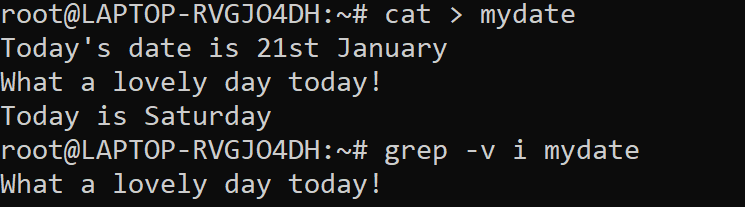 root@LAPTOP-RVGJO4DH:~# cat > mydate
Today's date is 21st January
What a lovely day today!
Today is Saturday
root@LAPTOP-RVGJO4DH:~# grep -v i mydate
What a lovely day today!